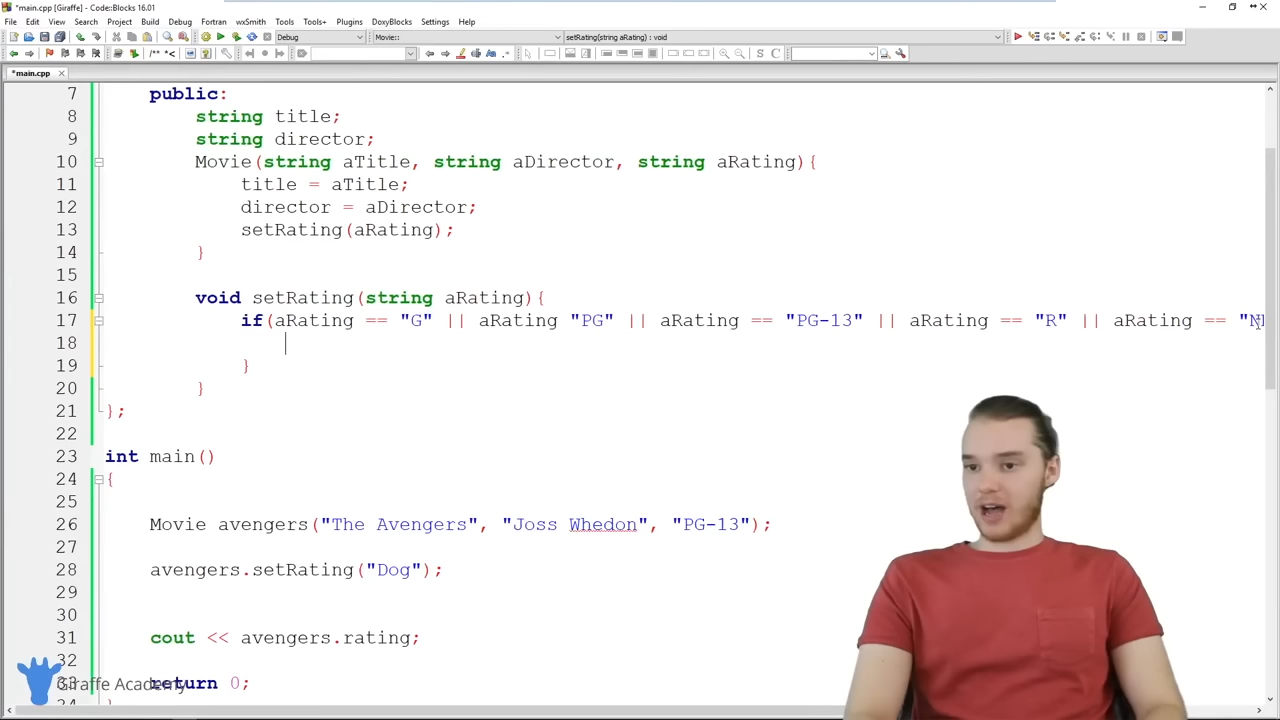 *main.cpp [Giraffe] - Code::Blocks 16.01
File Edit View Search Project Build Debug Fortran wxSmith Tools Tools+ Plugins DoxyBlocks Settings Help
Debug Movie:: setRating(string aRating) : void
*main.cpp
7 public:
8 string title;
9 string director;
10 Movie(string aTitle, string aDirector, string aRating){
11 title = aTitle;
12 director = aDirector;
13 setRating(aRating);
14 }
15
16 void setRating(string aRating){
17 if(aRating == "G" || aRating "PG" || aRating == "PG-13" || aRating == "R" || aRating == "N
18
19 }
20 }
21 };
22
23 int main()
24 {
25
26 Movie avengers("The Avengers", "Joss Whedon", "PG-13");
27
28 avengers.setRating("Dog");
29
30
31 cout << avengers.rating;
32
33 return 0;
Giraffe Academy